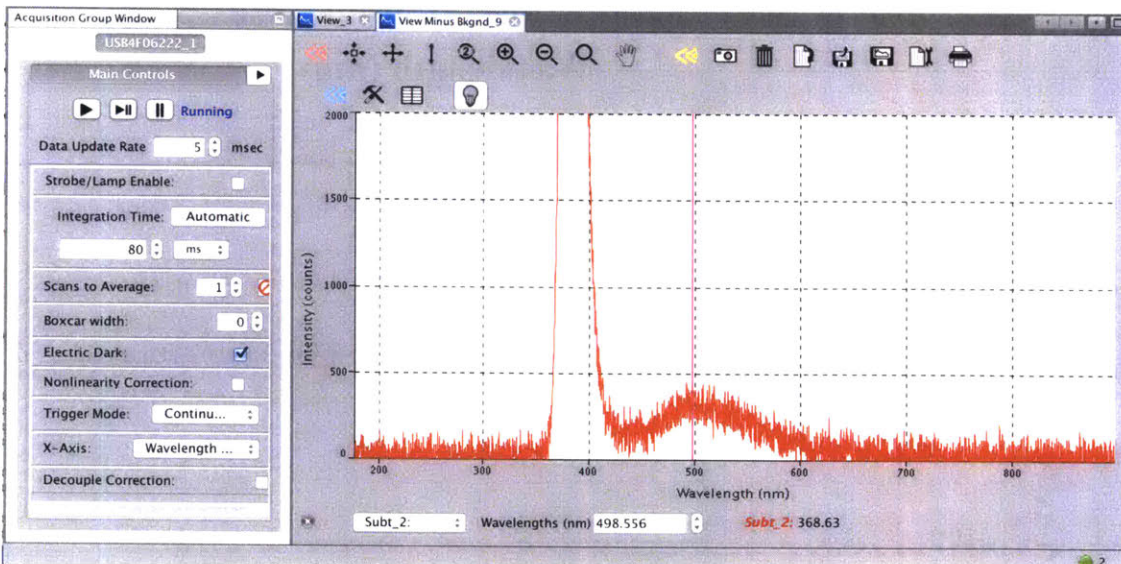 Acquisition Group Window
USB4F06222_1
Main Controls
Running
Data Update Rate 5 msec
Strobe/Lamp Enable:
Integration Time: Automatic
80 ms
Scans to Average: 1
Boxcar width: 0
Electric Dark:
Nonlinearity Correction:
Trigger Mode: Continu...
X-Axis: Wavelength ...
Decouple Correction:
View_3 View Minus Bkgnd_9
2
2000
1500
1000
500
0
Intensity (counts)
200 300 400 500 600 700 800
Wavelength (nm)
Subt_2: Wavelengths (nm) 498.556 Subt_2: 368.63
2